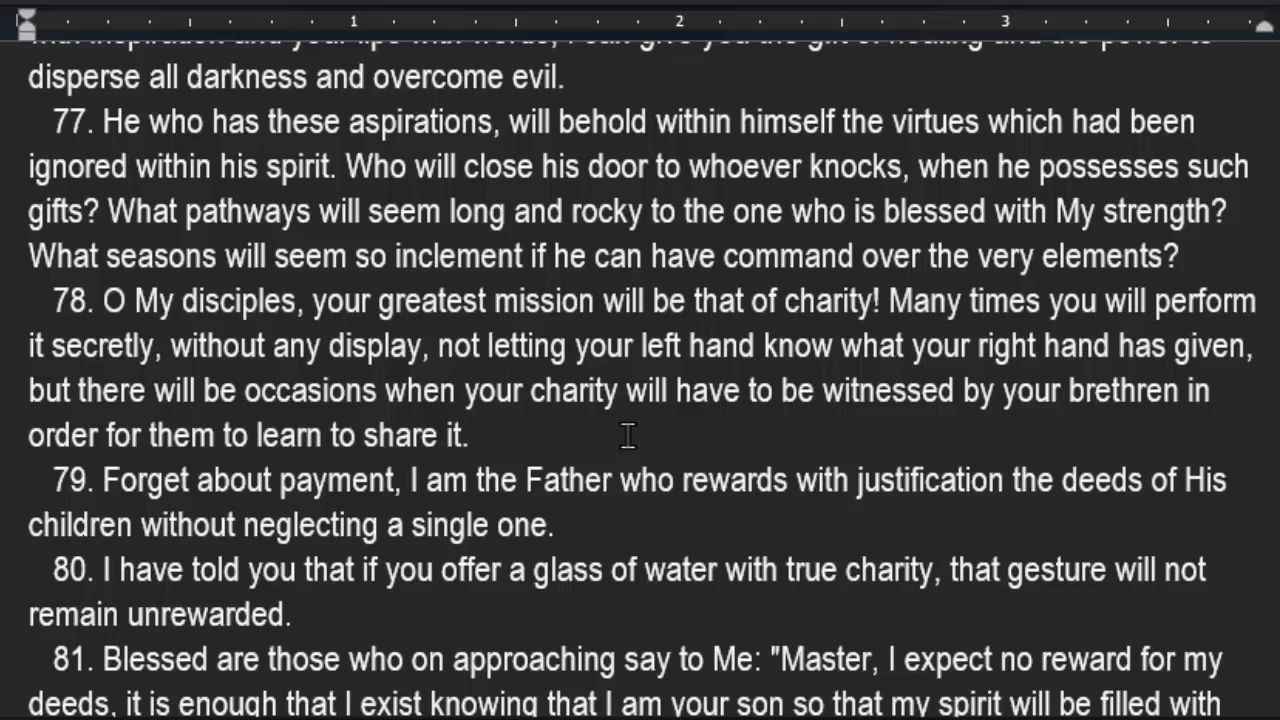 1 2 3
disperse all darkness and overcome evil.
77. He who has these aspirations, will behold within himself the virtues which had been
ignored within his spirit. Who will close his door to whoever knocks, when he possesses such
gifts? What pathways will seem long and rocky to the one who is blessed with My strength?
What seasons will seem so inclement if he can have command over the very elements?
78. O My disciples, your greatest mission will be that of charity! Many times you will perform
it secretly, without any display, not letting your left hand know what your right hand has given,
but there will be occasions when your charity will have to be witnessed by your brethren in
order for them to learn to share it.
79. Forget about payment, I am the Father who rewards with justification the deeds of His
children without neglecting a single one.
80. I have told you that if you offer a glass of water with true charity, that gesture will not
remain unrewarded.
81. Blessed are those who on approaching say to Me: "Master, I expect no reward for my
deeds, it is enough that I exist knowing that I am your son so that my spirit will be filled with